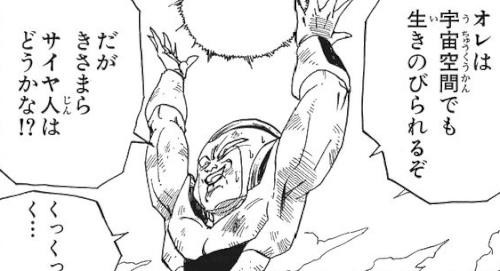 オレは
宇宙空間でも
生きのびられるぞ
だが
きさまら
サイヤ人は
どうかな!?
くっくっ
く…